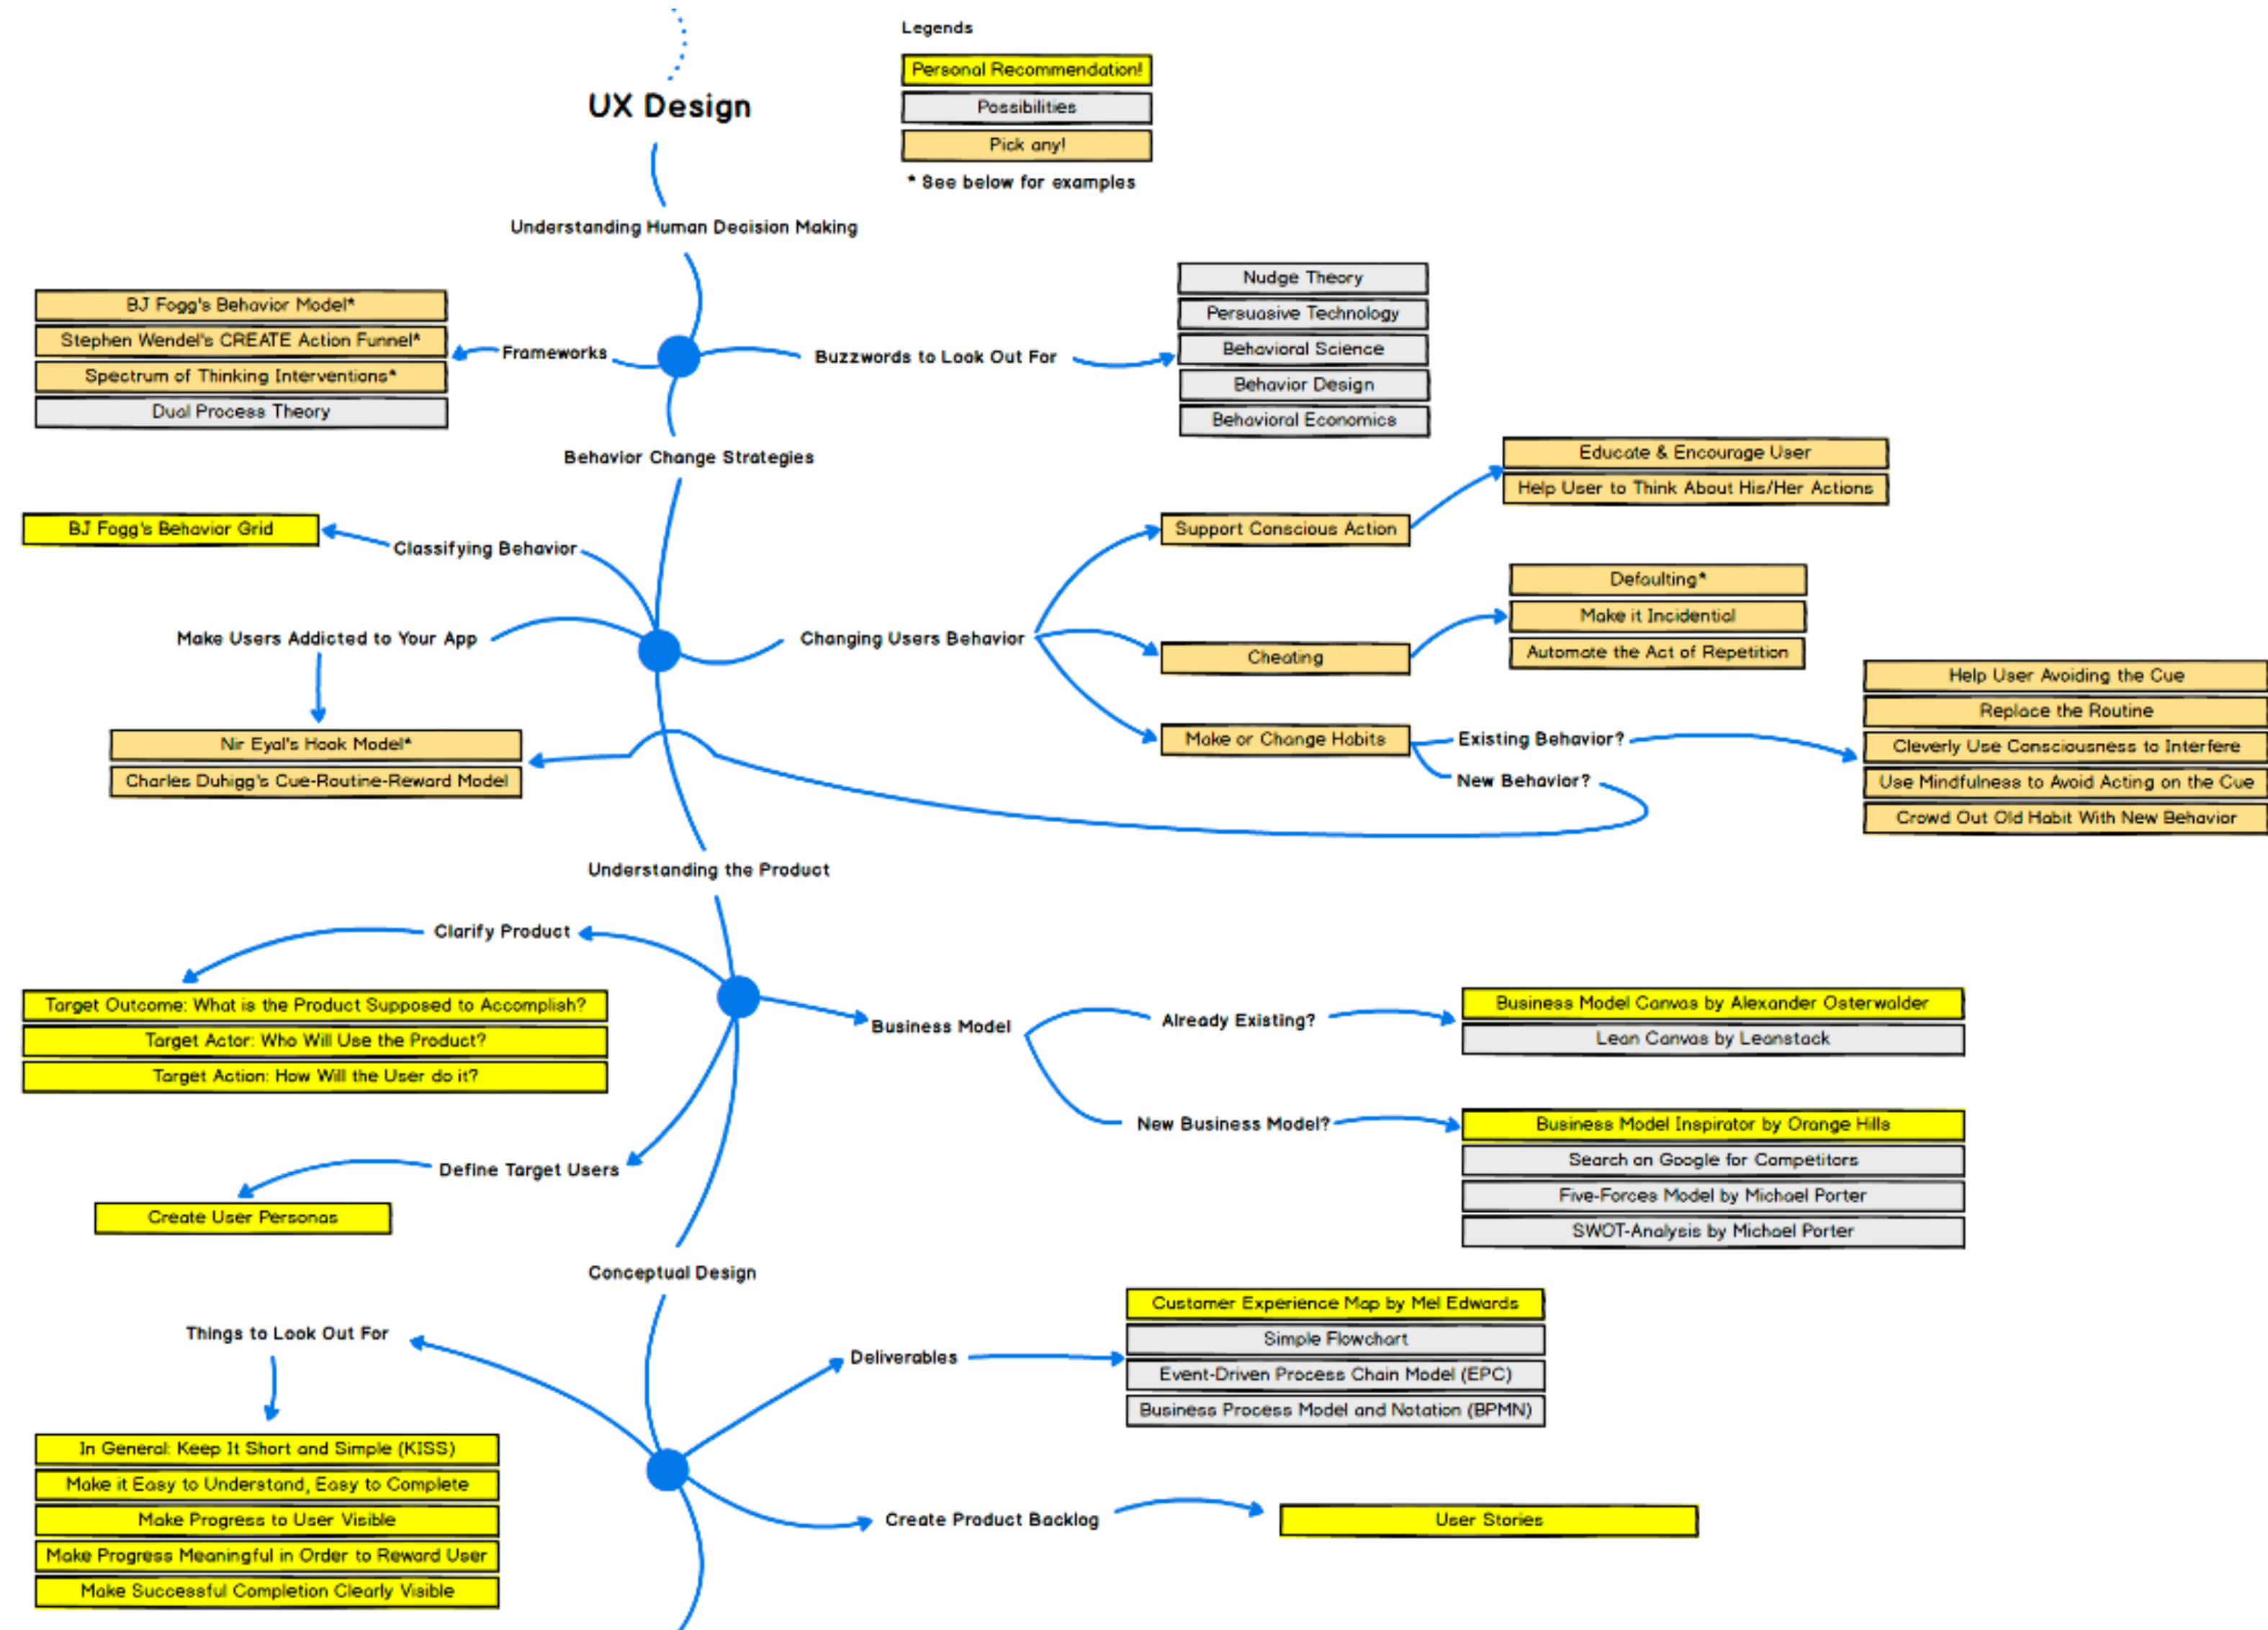 Legends
Personal Recommendation!
Possibilities
Pick any!
* See below for examples
UX Design
Understanding Human Decision Making
BJ Fogg's Behavior Model*
Stephen Wendel's CREATE Action Funnel*
Spectrum of Thinking Interventions*
Dual Process Theory
Frameworks
Buzzwords to Look Out For
Nudge Theory
Persuasive Technology
Behavioral Science
Behavior Design
Behavioral Economics
Behavior Change Strategies
BJ Fogg's Behavior Grid
Classifying Behavior
Make Users Addicted to Your App
Nir Eyal's Hook Model*
Charles Duhigg's Cue-Routine-Reward Model
Changing Users Behavior
Support Conscious Action
Educate & Encourage User
Help User to Think About His/Her Actions
Cheating
Defaulting*
Make it Incidential
Automate the Act of Repetition
Make or Change Habits
Existing Behavior?
New Behavior?
Help User Avoiding the Cue
Replace the Routine
Cleverly Use Consciousness to Interfere
Use Mindfulness to Avoid Acting on the Cue
Crowd Out Old Habit With New Behavior
Understanding the Product
Clarify Product
Target Outcome: What is the Product Supposed to Accomplish?
Target Actor: Who Will Use the Product?
Target Action: How Will the User do it?
Define Target Users
Create User Personas
Business Model
Already Existing?
Business Model Canvas by Alexander Osterwalder
Lean Canvas by Leanstack
New Business Model?
Business Model Inspirator by Orange Hills
Search on Google for Competitors
Five-Forces Model by Michael Porter
SWOT-Analysis by Michael Porter
Conceptual Design
Things to Look Out For
In General: Keep It Short and Simple (KISS)
Make it Easy to Understand, Easy to Complete
Make Progress to User Visible
Make Progress Meaningful in Order to Reward User
Make Successful Completion Clearly Visible
Deliverables
Customer Experience Map by Mel Edwards
Simple Flowchart
Event-Driven Process Chain Model (EPC)
Business Process Model and Notation (BPMN)
Create Product Backlog
User Stories